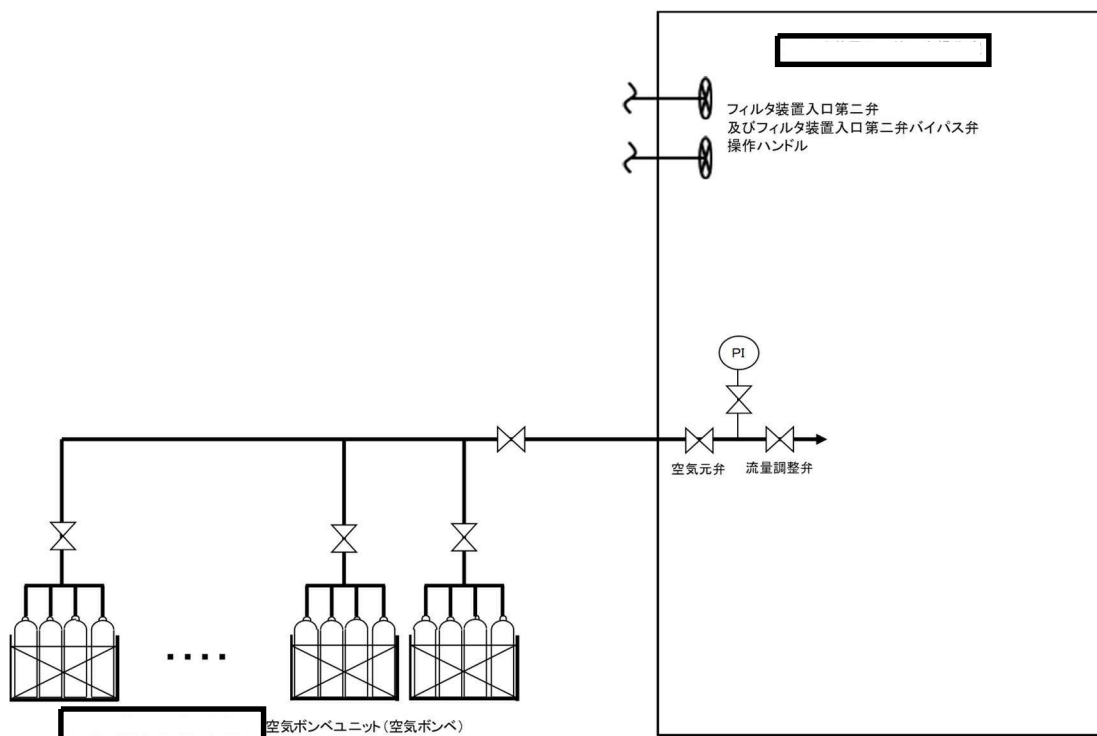 フィルタ装置入口第二弁
及びフィルタ装置入口第二弁バイパス弁
操作ハンドル
PI
空気元弁
流量調整弁
空気ボンベユニット(空気ボンベ)